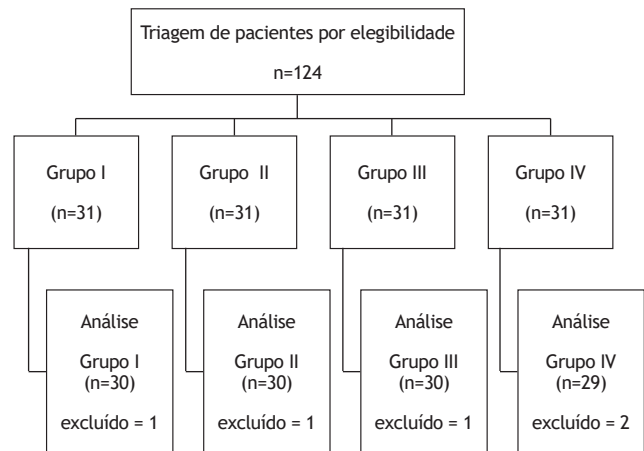 Triagem de pacientes por elegibilidade
n=124
Grupo I
(n=31)
Grupo II
(n=31)
Grupo III
(n=31)
Grupo IV
(n=31)
Análise
Grupo I
(n=30)
excluído = 1
Análise
Grupo II
(n=30)
excluído = 1
Análise
Grupo III
(n=30)
excluído = 1
Análise
Grupo IV
(n=29)
excluído = 2